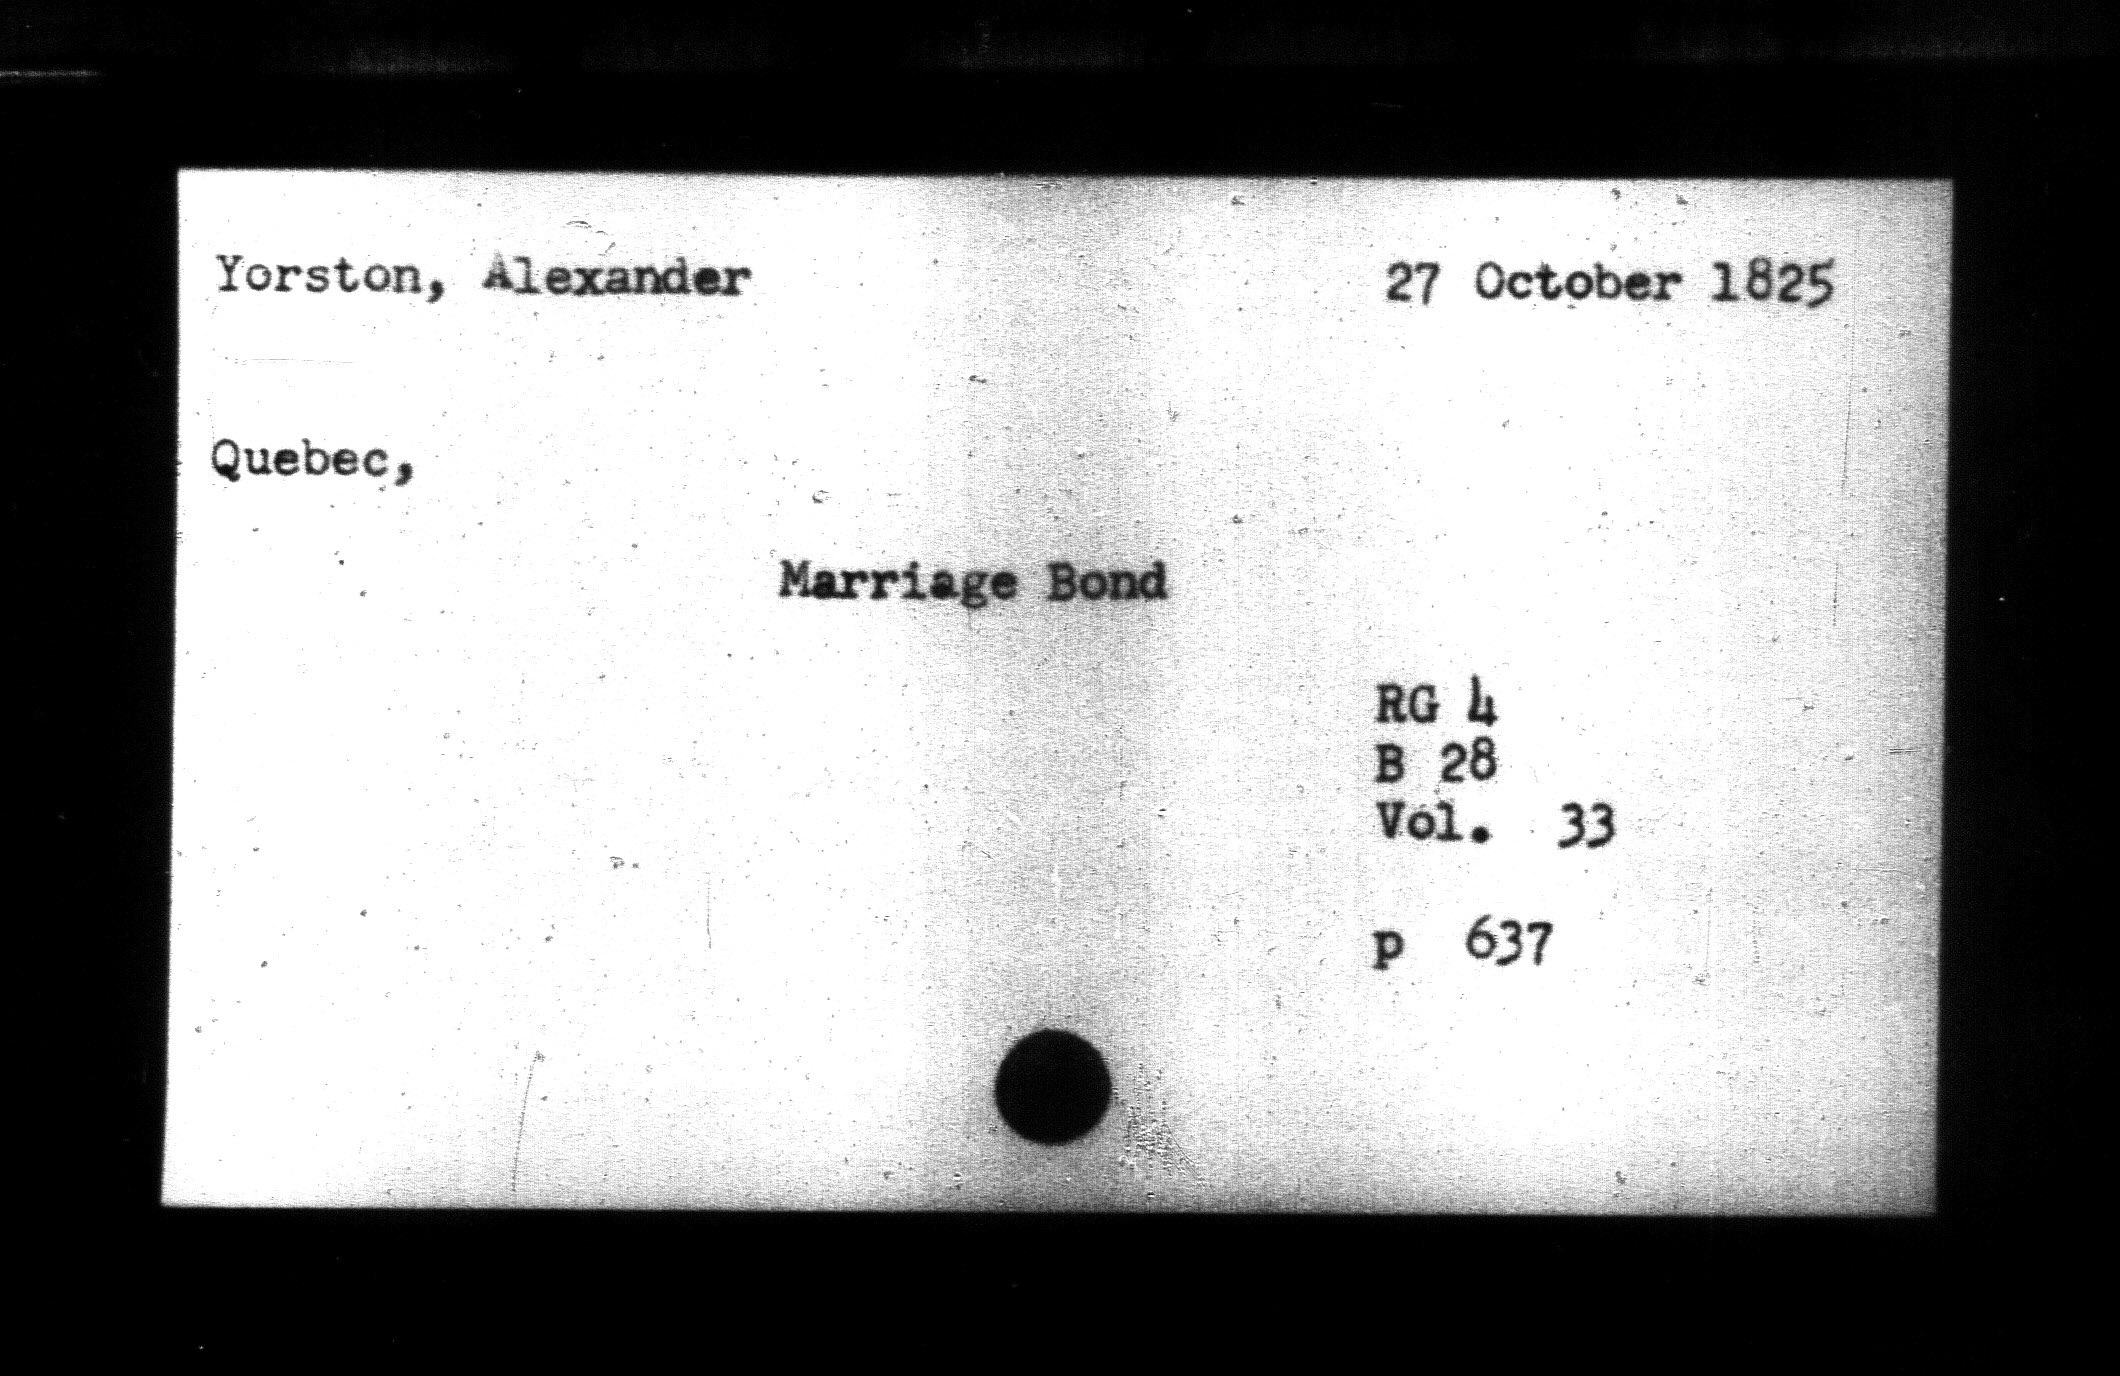 Yorston, Alexander 27 October 1825
Quebec,
Marriage Bond
RG 4
B 28
Vol. 33
p 637